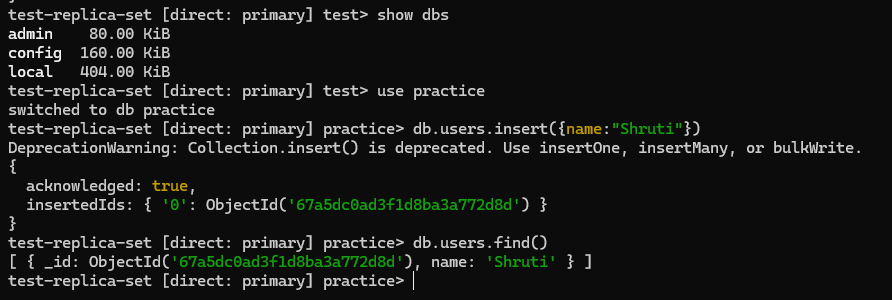 test-replica-set [direct: primary] test> show dbs
admin    80.00 KiB
config  160.00 KiB
local   404.00 KiB
test-replica-set [direct: primary] test> use practice
switched to db practice
test-replica-set [direct: primary] practice> db.users.insert({name:"Shruti"})
DeprecationWarning: Collection.insert() is deprecated. Use insertOne, insertMany, or bulkWrite.
{
  acknowledged: true,
  insertedIds: { '0': ObjectId('67a5dc0ad3f1d8ba3a772d8d') }
}
test-replica-set [direct: primary] practice> db.users.find()
[ { _id: ObjectId('67a5dc0ad3f1d8ba3a772d8d'), name: 'Shruti' } ]
test-replica-set [direct: primary] practice>